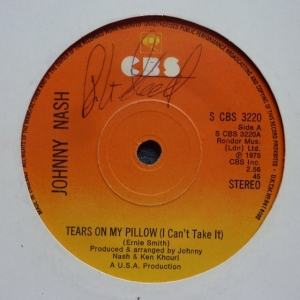 CBS
JOHNNY NASH
S CBS 3220
Side A
S CBS 3220A
Rondor Mus.
(Ldn) Ltd.
℗ 1975
CBS Inc.
2.56
45
STEREO
TEARS ON MY PILLOW (I Can't Take It)
(Ernie Smith)
Produced & arranged by Johnny
Nash & Ken Khouri
A U.S.A. Production